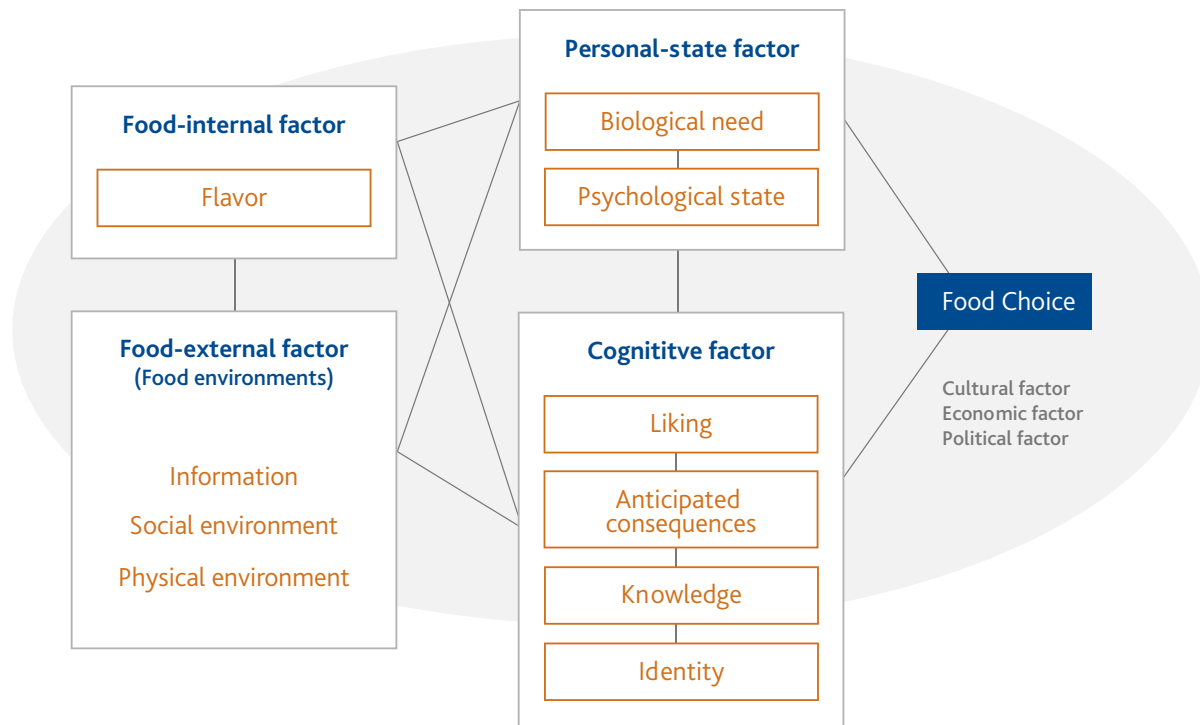 Food-internal factor
Flavor
Food-external factor
(Food environments)
Information
Social environment
Physical environment
Personal-state factor
Biological need
Psychological state
Cognititve factor
Liking
Anticipated
consequences
Knowledge
Identity
Food Choice
Cultural factor
Economic factor
Political factor